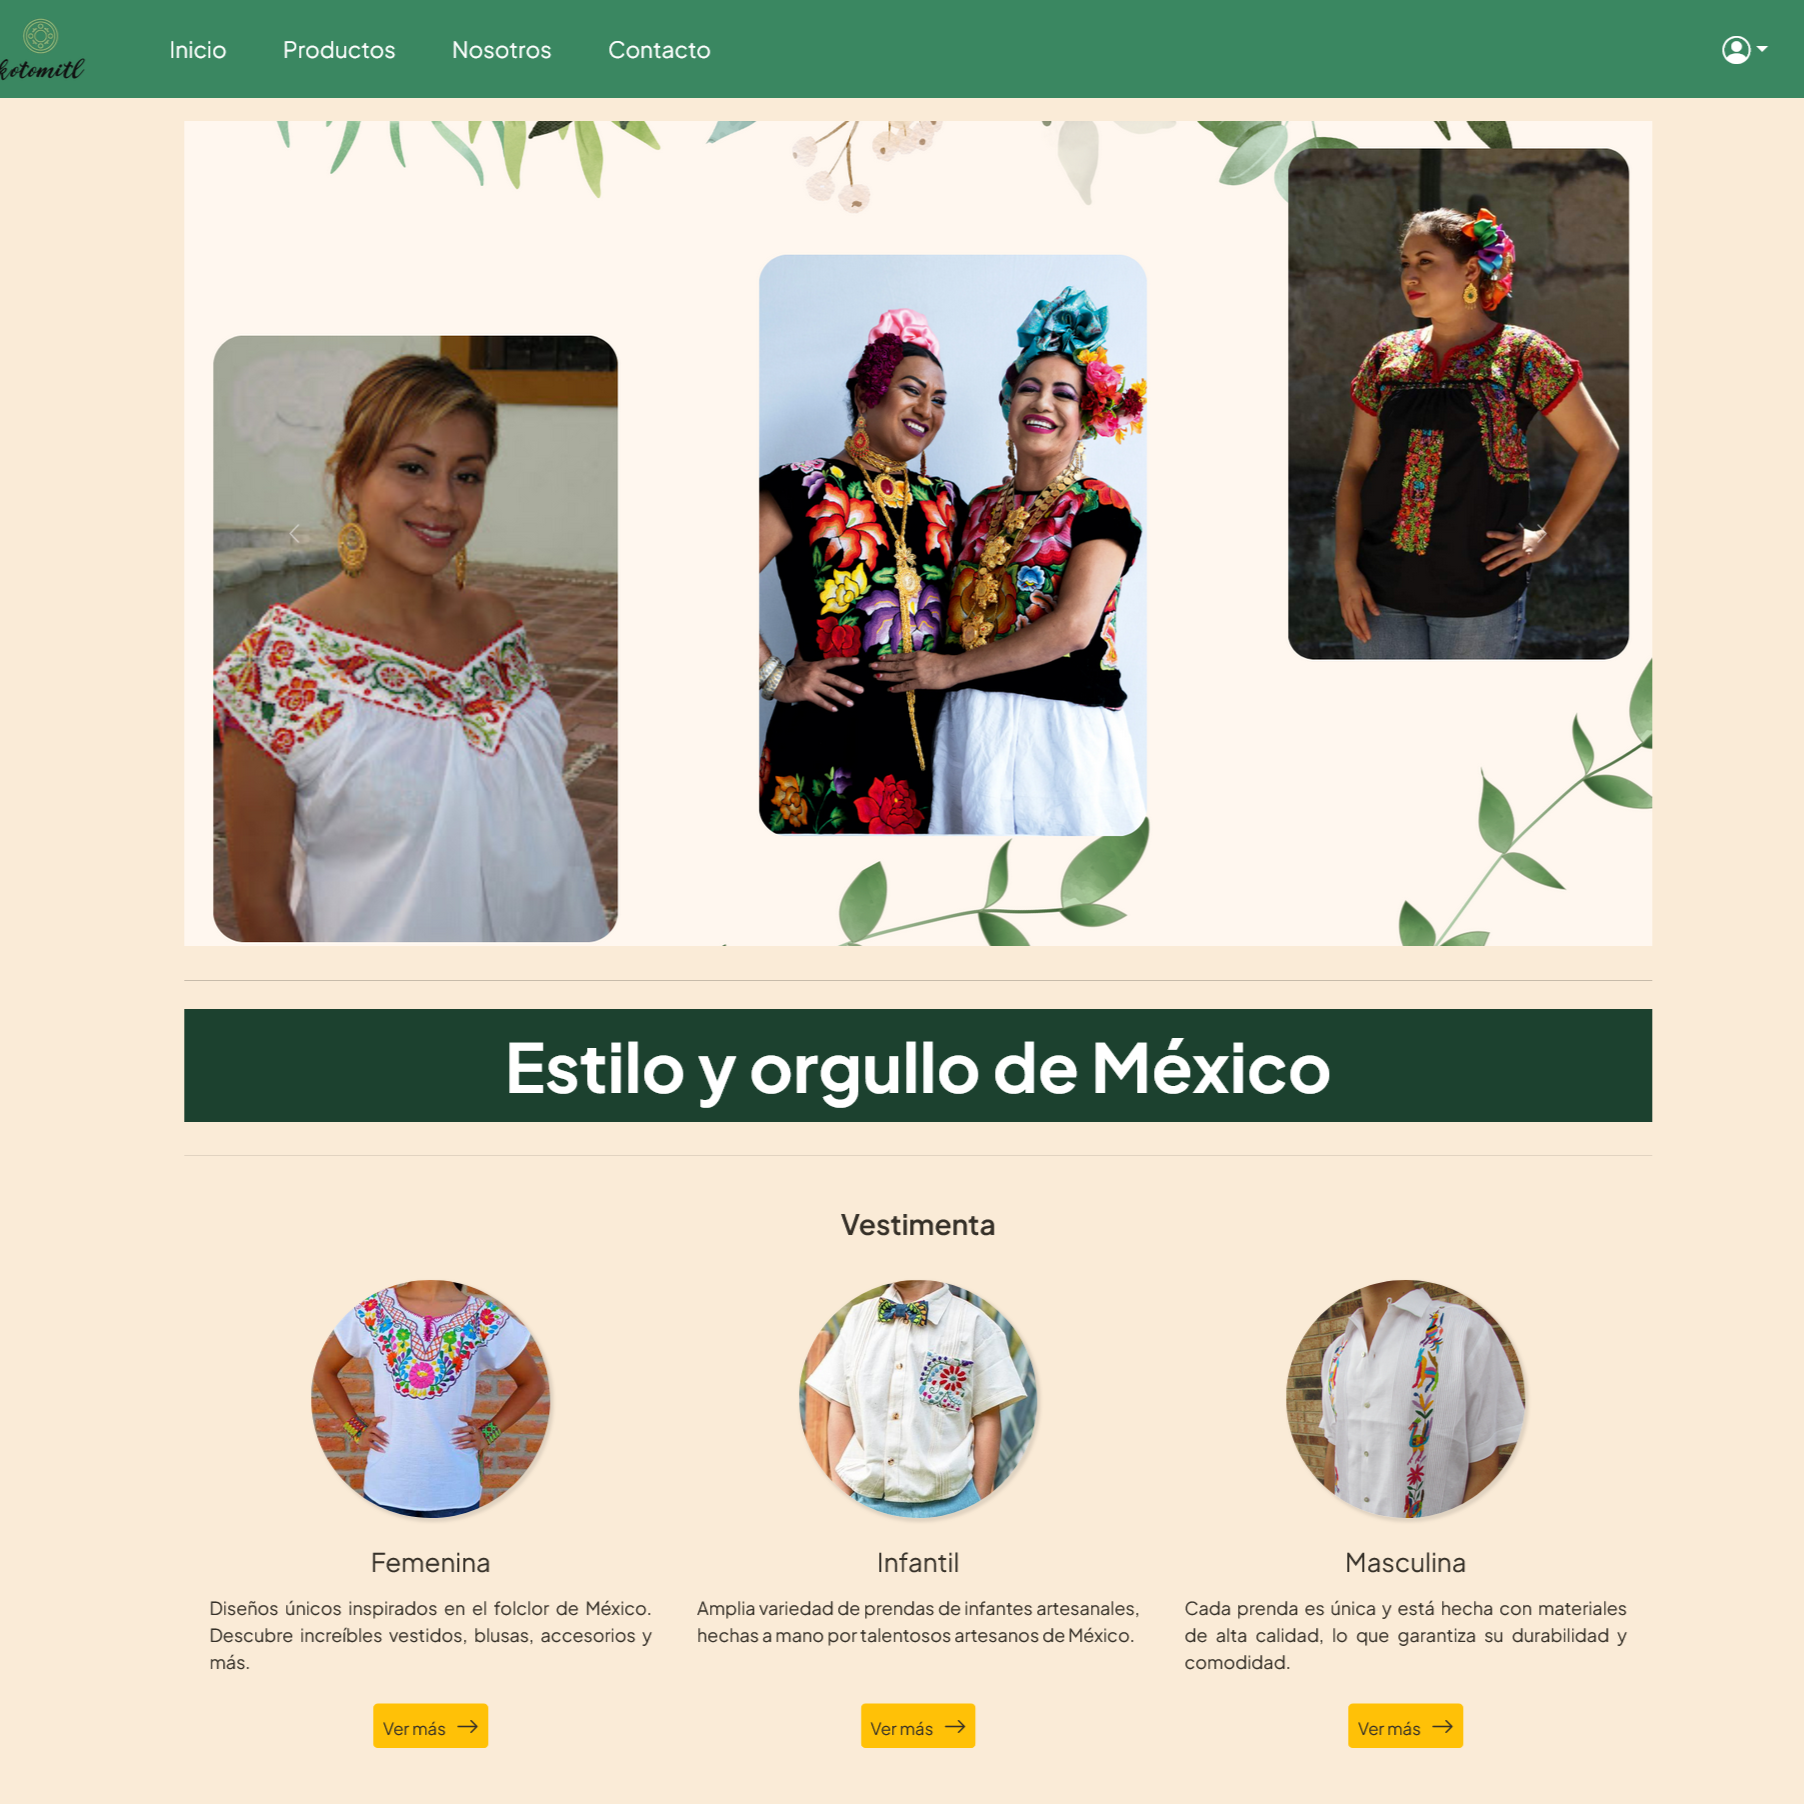 kotomitl
Inicio
Productos
Nosotros
Contacto
Estilo y orgullo de México
Vestimenta
Femenina
Diseños únicos inspirados en el folclor de México.
Descubre increíbles vestidos, blusas, accesorios y
más.
Ver más
Infantil
Amplia variedad de prendas de infantes artesanales,
hechas a mano por talentosos artesanos de México.
Ver más
Masculina
Cada prenda es única y está hecha con materiales
de alta calidad, lo que garantiza su durabilidad y
comodidad.
Ver más